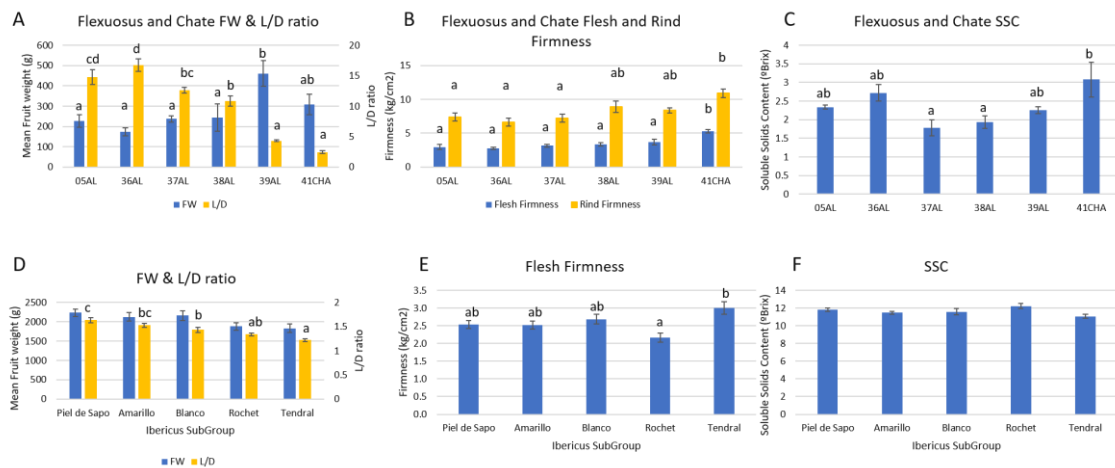 A
Flexuosus and Chate FW & L/D ratio
Mean Fruit weight (g)
600
500
400
300
200
100
0
20
15
10
5
0
L/D ratio
a cd a d a bc a b b a ab a
05AL 36AL 37AL 38AL 39AL 41CHA
FW L/D
B
Flexuosus and Chate Flesh and Rind
Firmness
Firmness (kg/cm2)
15
10
5
0
a a a a a a a ab a ab b b
05AL 36AL 37AL 38AL 39AL 41CHA
Flesh Firmness Rind Firmness
C
Flexuosus and Chate SSC
Soluble Solids Content (ºBrix)
4
3.5
3
2.5
2
1.5
1
0.5
0
ab ab a a ab b
05AL 36AL 37AL 38AL 39AL 41CHA
D
FW & L/D ratio
Mean Fruit weight (g)
2500
2000
1500
1000
500
0
2
1.5
1
0.5
0
L/D ratio
c bc b ab a
Piel de Sapo Amarillo Blanco Rochet Tendral
Ibericus SubGroup
FW L/D
E
Flesh Firmness
Firmness (kg/cm2)
3.5
3.0
2.5
2.0
1.5
1.0
0.5
0.0
ab ab ab a b
Piel de Sapo Amarillo Blanco Rochet Tendral
Ibericus SubGroup
F
SSC
Soluble Solids Content (ºBrix)
14
12
10
8
6
4
2
0
Piel de Sapo Amarillo Blanco Rochet Tendral
Ibericus SubGroup